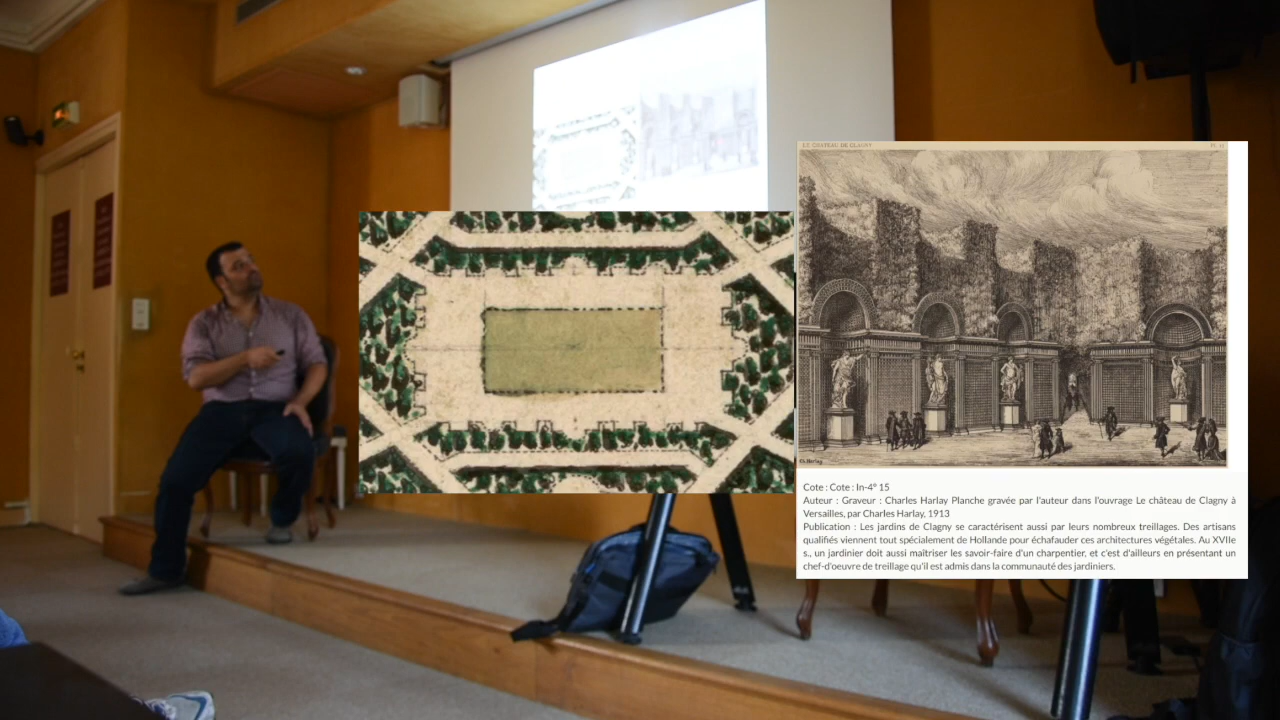 LE CHATEAU DE CLAGNY
PL. 41
Ch. Harlay
Cote : Cote : In-4° 15
Auteur : Graveur : Charles Harlay Planche gravée par l'auteur dans l'ouvrage Le château de Clagny à
Versailles, par Charles Harlay, 1913
Publication : Les jardins de Clagny se caractérisent aussi par leurs nombreux treillages. Des artisans
qualifiés viennent tout spécialement de Hollande pour échafauder ces architectures végétales. Au XVIIe
s., un jardinier doit aussi maîtriser les savoir-faire d'un charpentier, et c'est d'ailleurs en présentant un
chef-d'oeuvre de treillage qu'il est admis dans la communauté des jardiniers.